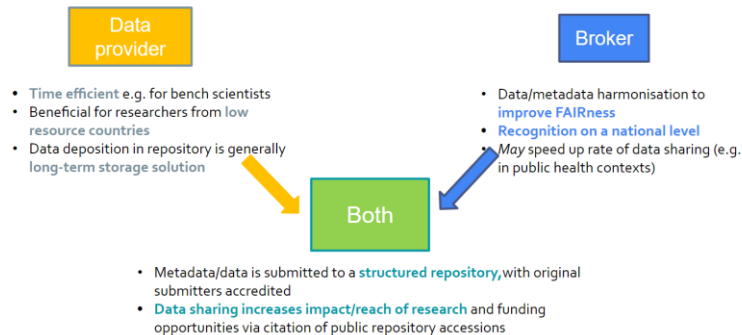 Data
provider
• Time efficient e.g. for bench scientists
• Beneficial for researchers from low
resource countries
• Data deposition in repository is generally
long-term storage solution
Broker
• Data/metadata harmonisation to
improve FAIRness
• Recognition on a national level
• May speed up rate of data sharing (e.g.
in public health contexts)
Both
• Metadata/data is submitted to a structured repository, with original
submitters accredited
• Data sharing increases impact/reach of research and funding
opportunities via citation of public repository accessions